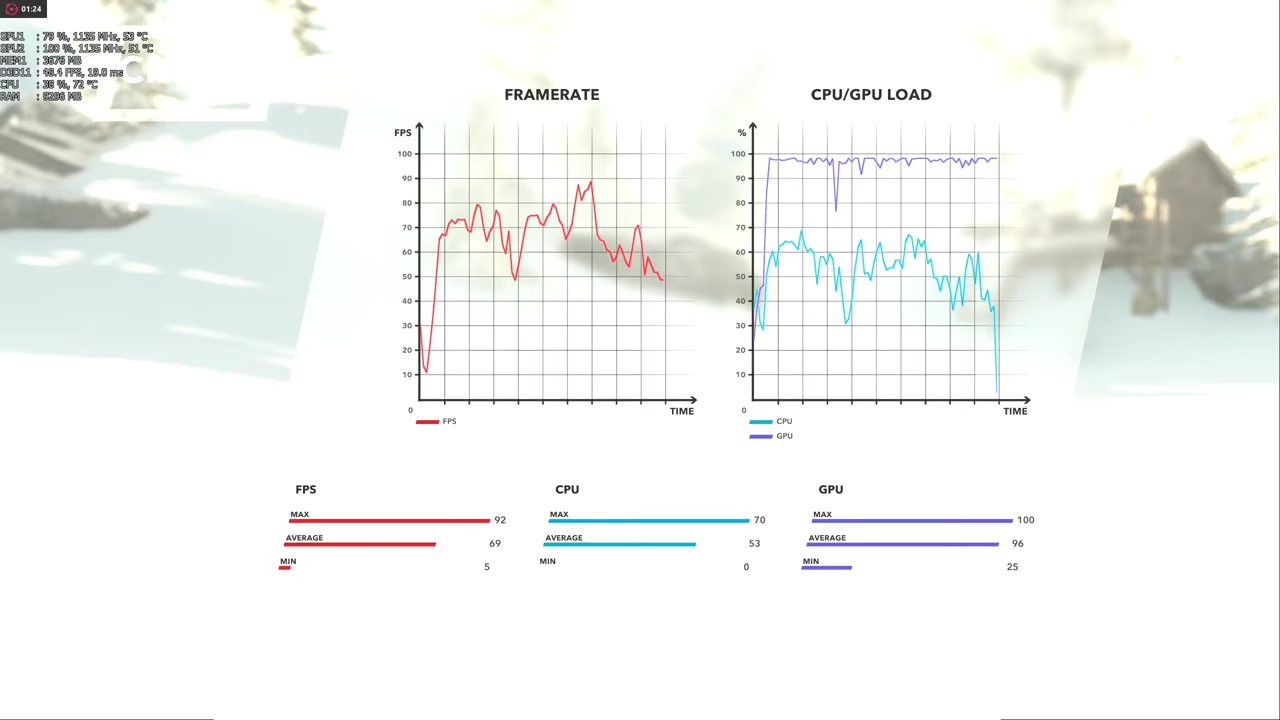 01:24
GPU1 : 79 %, 1135 MHz, 53 °C
GPU2 : 100 %, 1135 MHz, 51 °C
MEM1 : 3676 MB
D3D11 : 48.4 FPS, 18.0 ms
CPU : 38 %, 72 °C
RAM : 9296 MB
FRAMERATE
FPS
100
90
80
70
60
50
40
30
20
10
0
TIME
FPS
CPU/GPU LOAD
%
100
90
80
70
60
50
40
30
20
10
0
TIME
CPU
GPU
FPS
MAX 92
AVERAGE 69
MIN 5
CPU
MAX 70
AVERAGE 53
MIN 0
GPU
MAX 100
AVERAGE 96
MIN 25